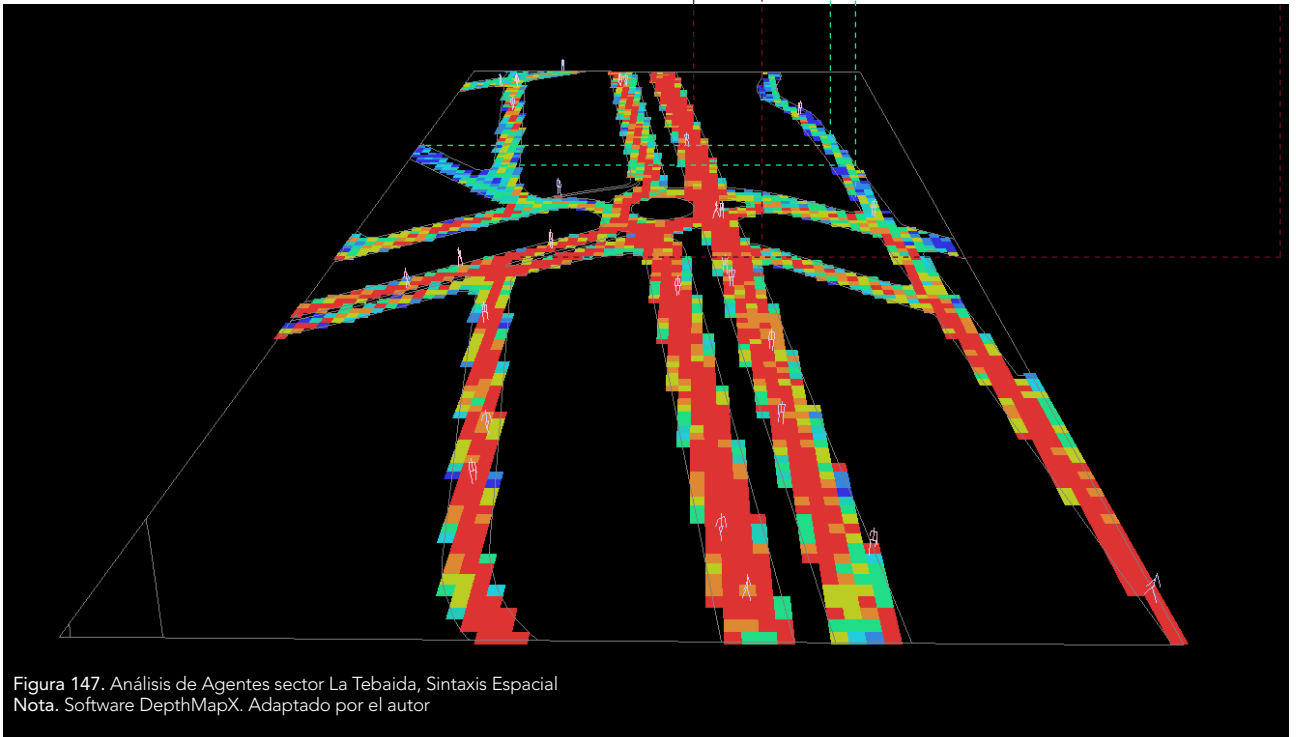 Figura 147. Análisis de Agentes sector La Tebaida, Sintaxis Espacial
Nota. Software DepthMapX. Adaptado por el autor